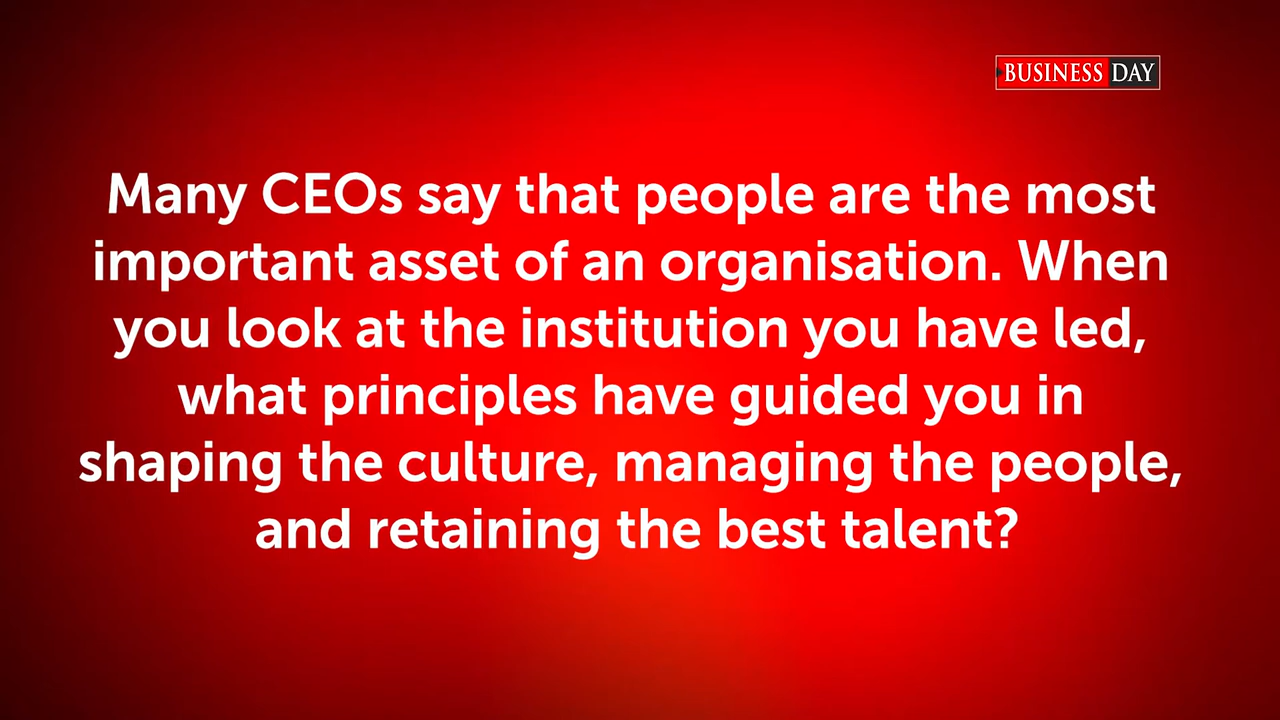 BUSINESS DAY
Many CEOs say that people are the most
important asset of an organisation. When
you look at the institution you have led,
what principles have guided you in
shaping the culture, managing the people,
and retaining the best talent?